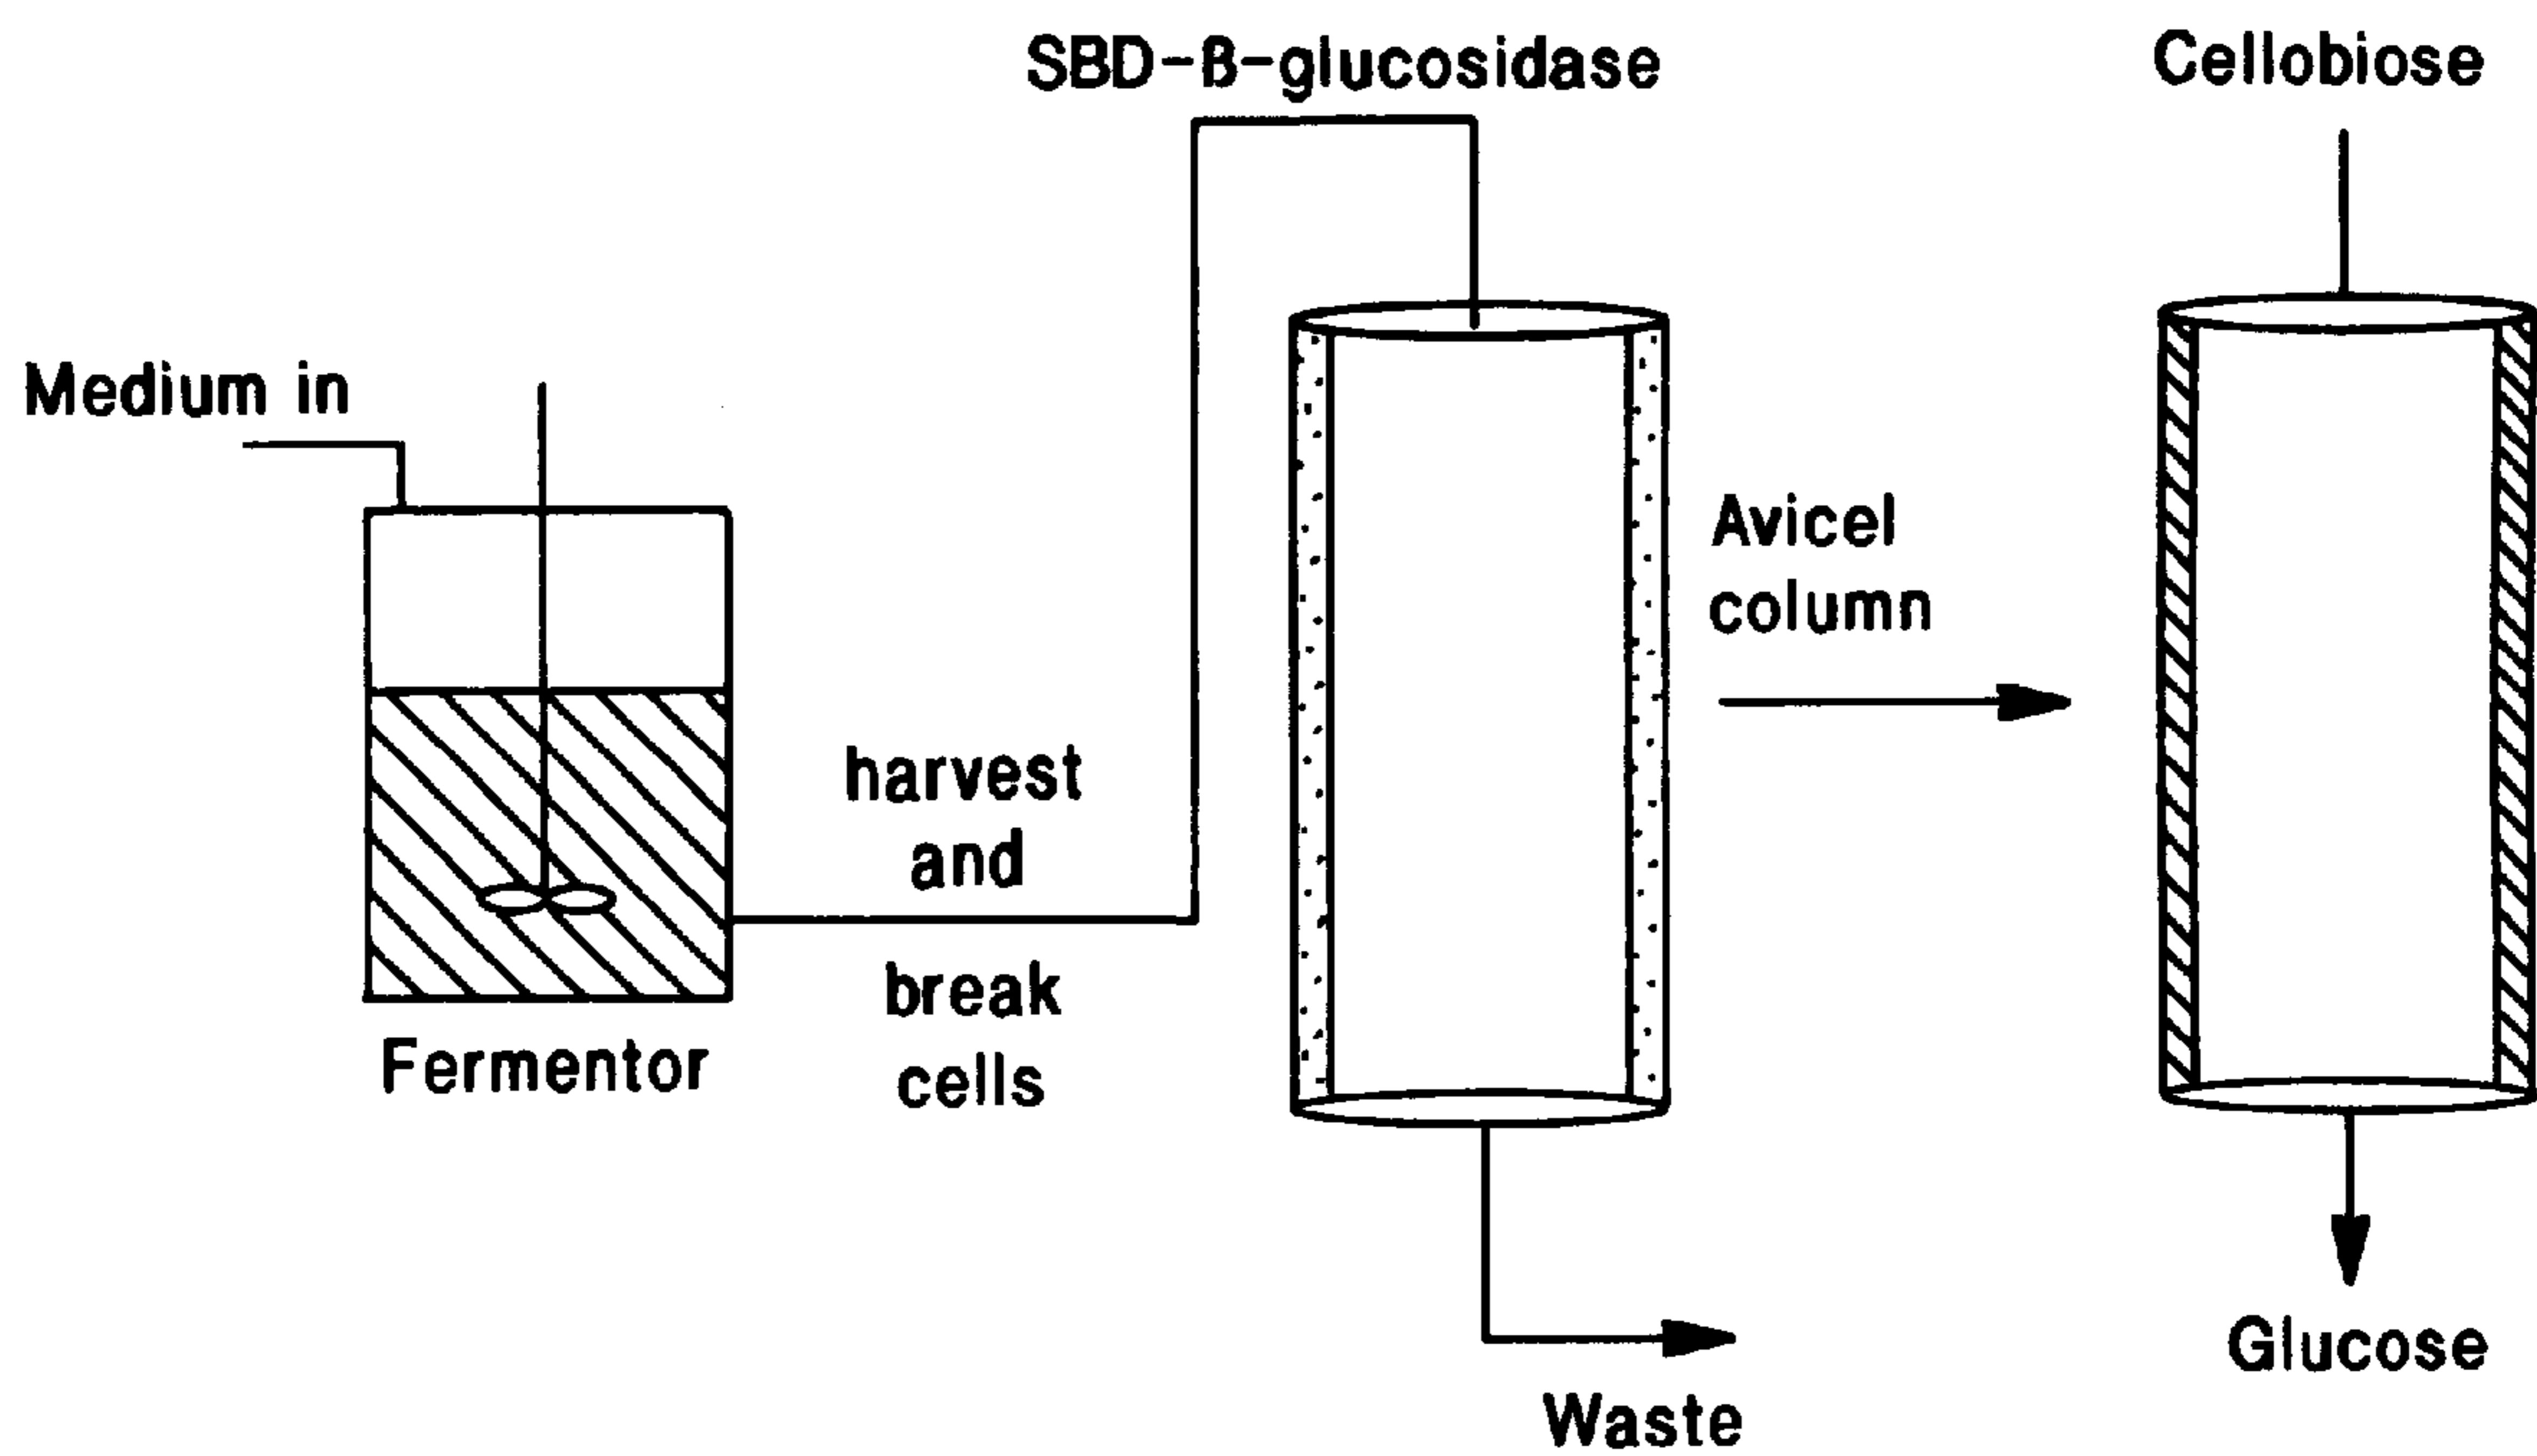 SBD-β-glucosidase
Cellobiose
Medium in
Avicel
column
harvest
and
break
cells
Fermentor
Glucose
Waste